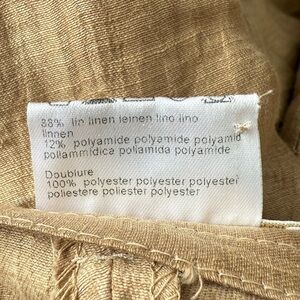 88% lin linen leinen lino lino
linnen
12% polyamide polyamide polyamid
poliammidica poliamida polyamide
Doublure
100% polyester polyester polyester
poliestere poliester polyester